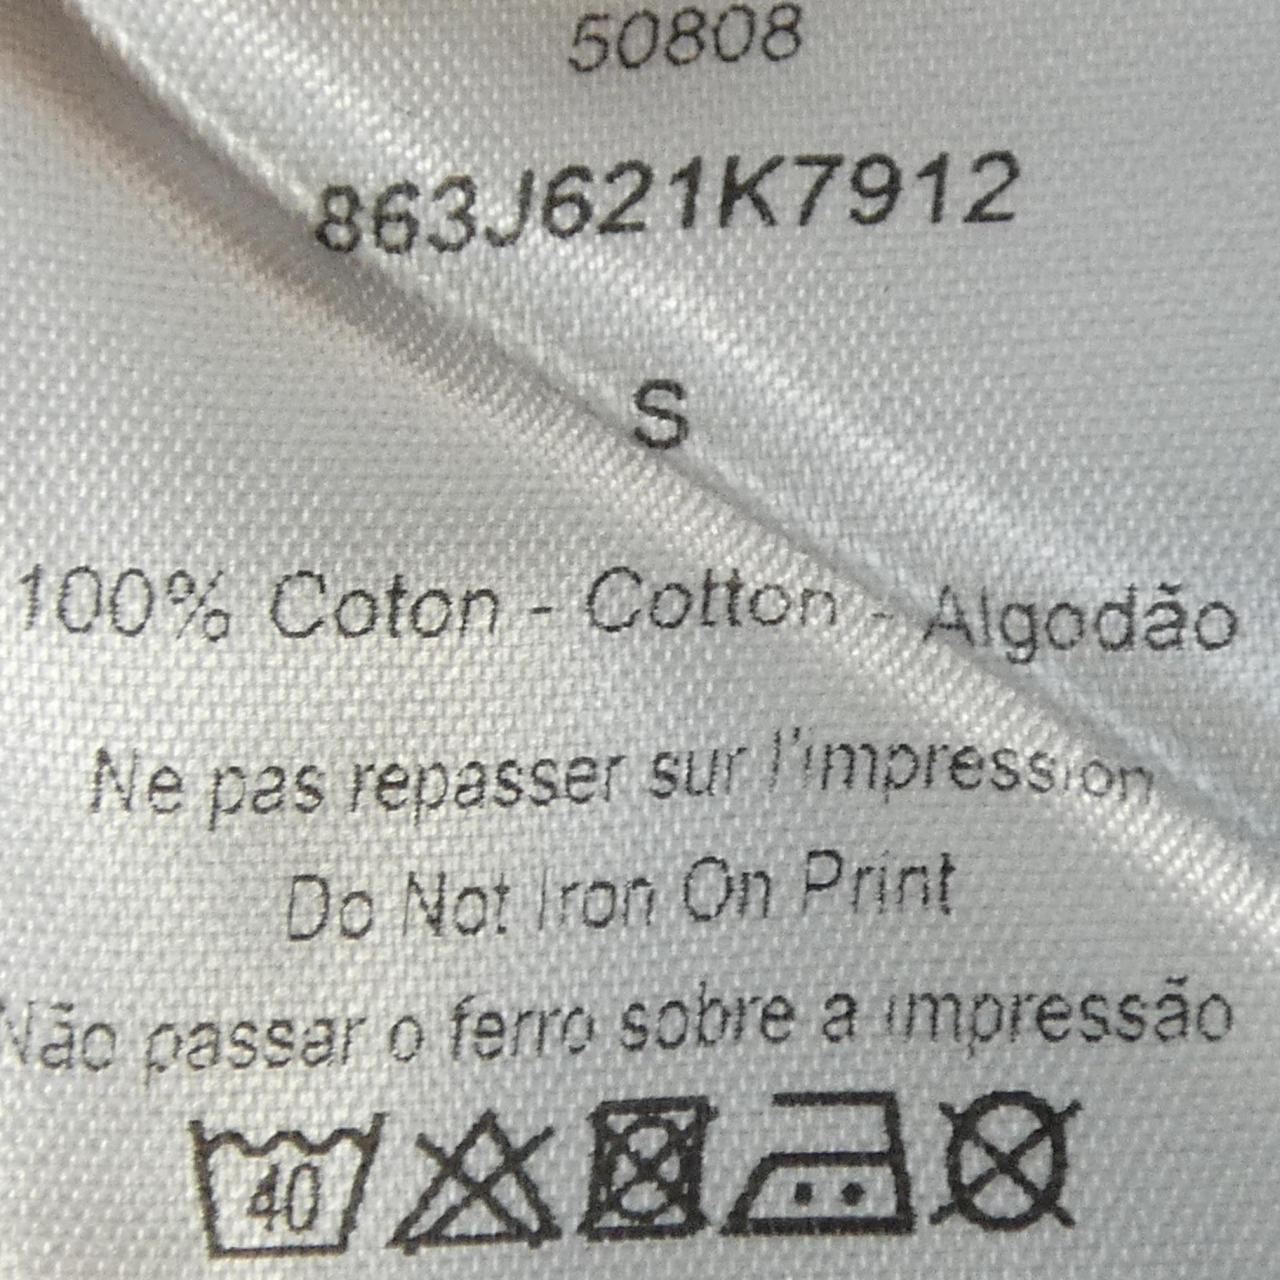 50808
863J621K7912
S
100% Coton - Cotton - Algodão
Ne pas repasser sur l'impression
Do Not Iron On Print
Não passar o ferro sobre a impressão
40